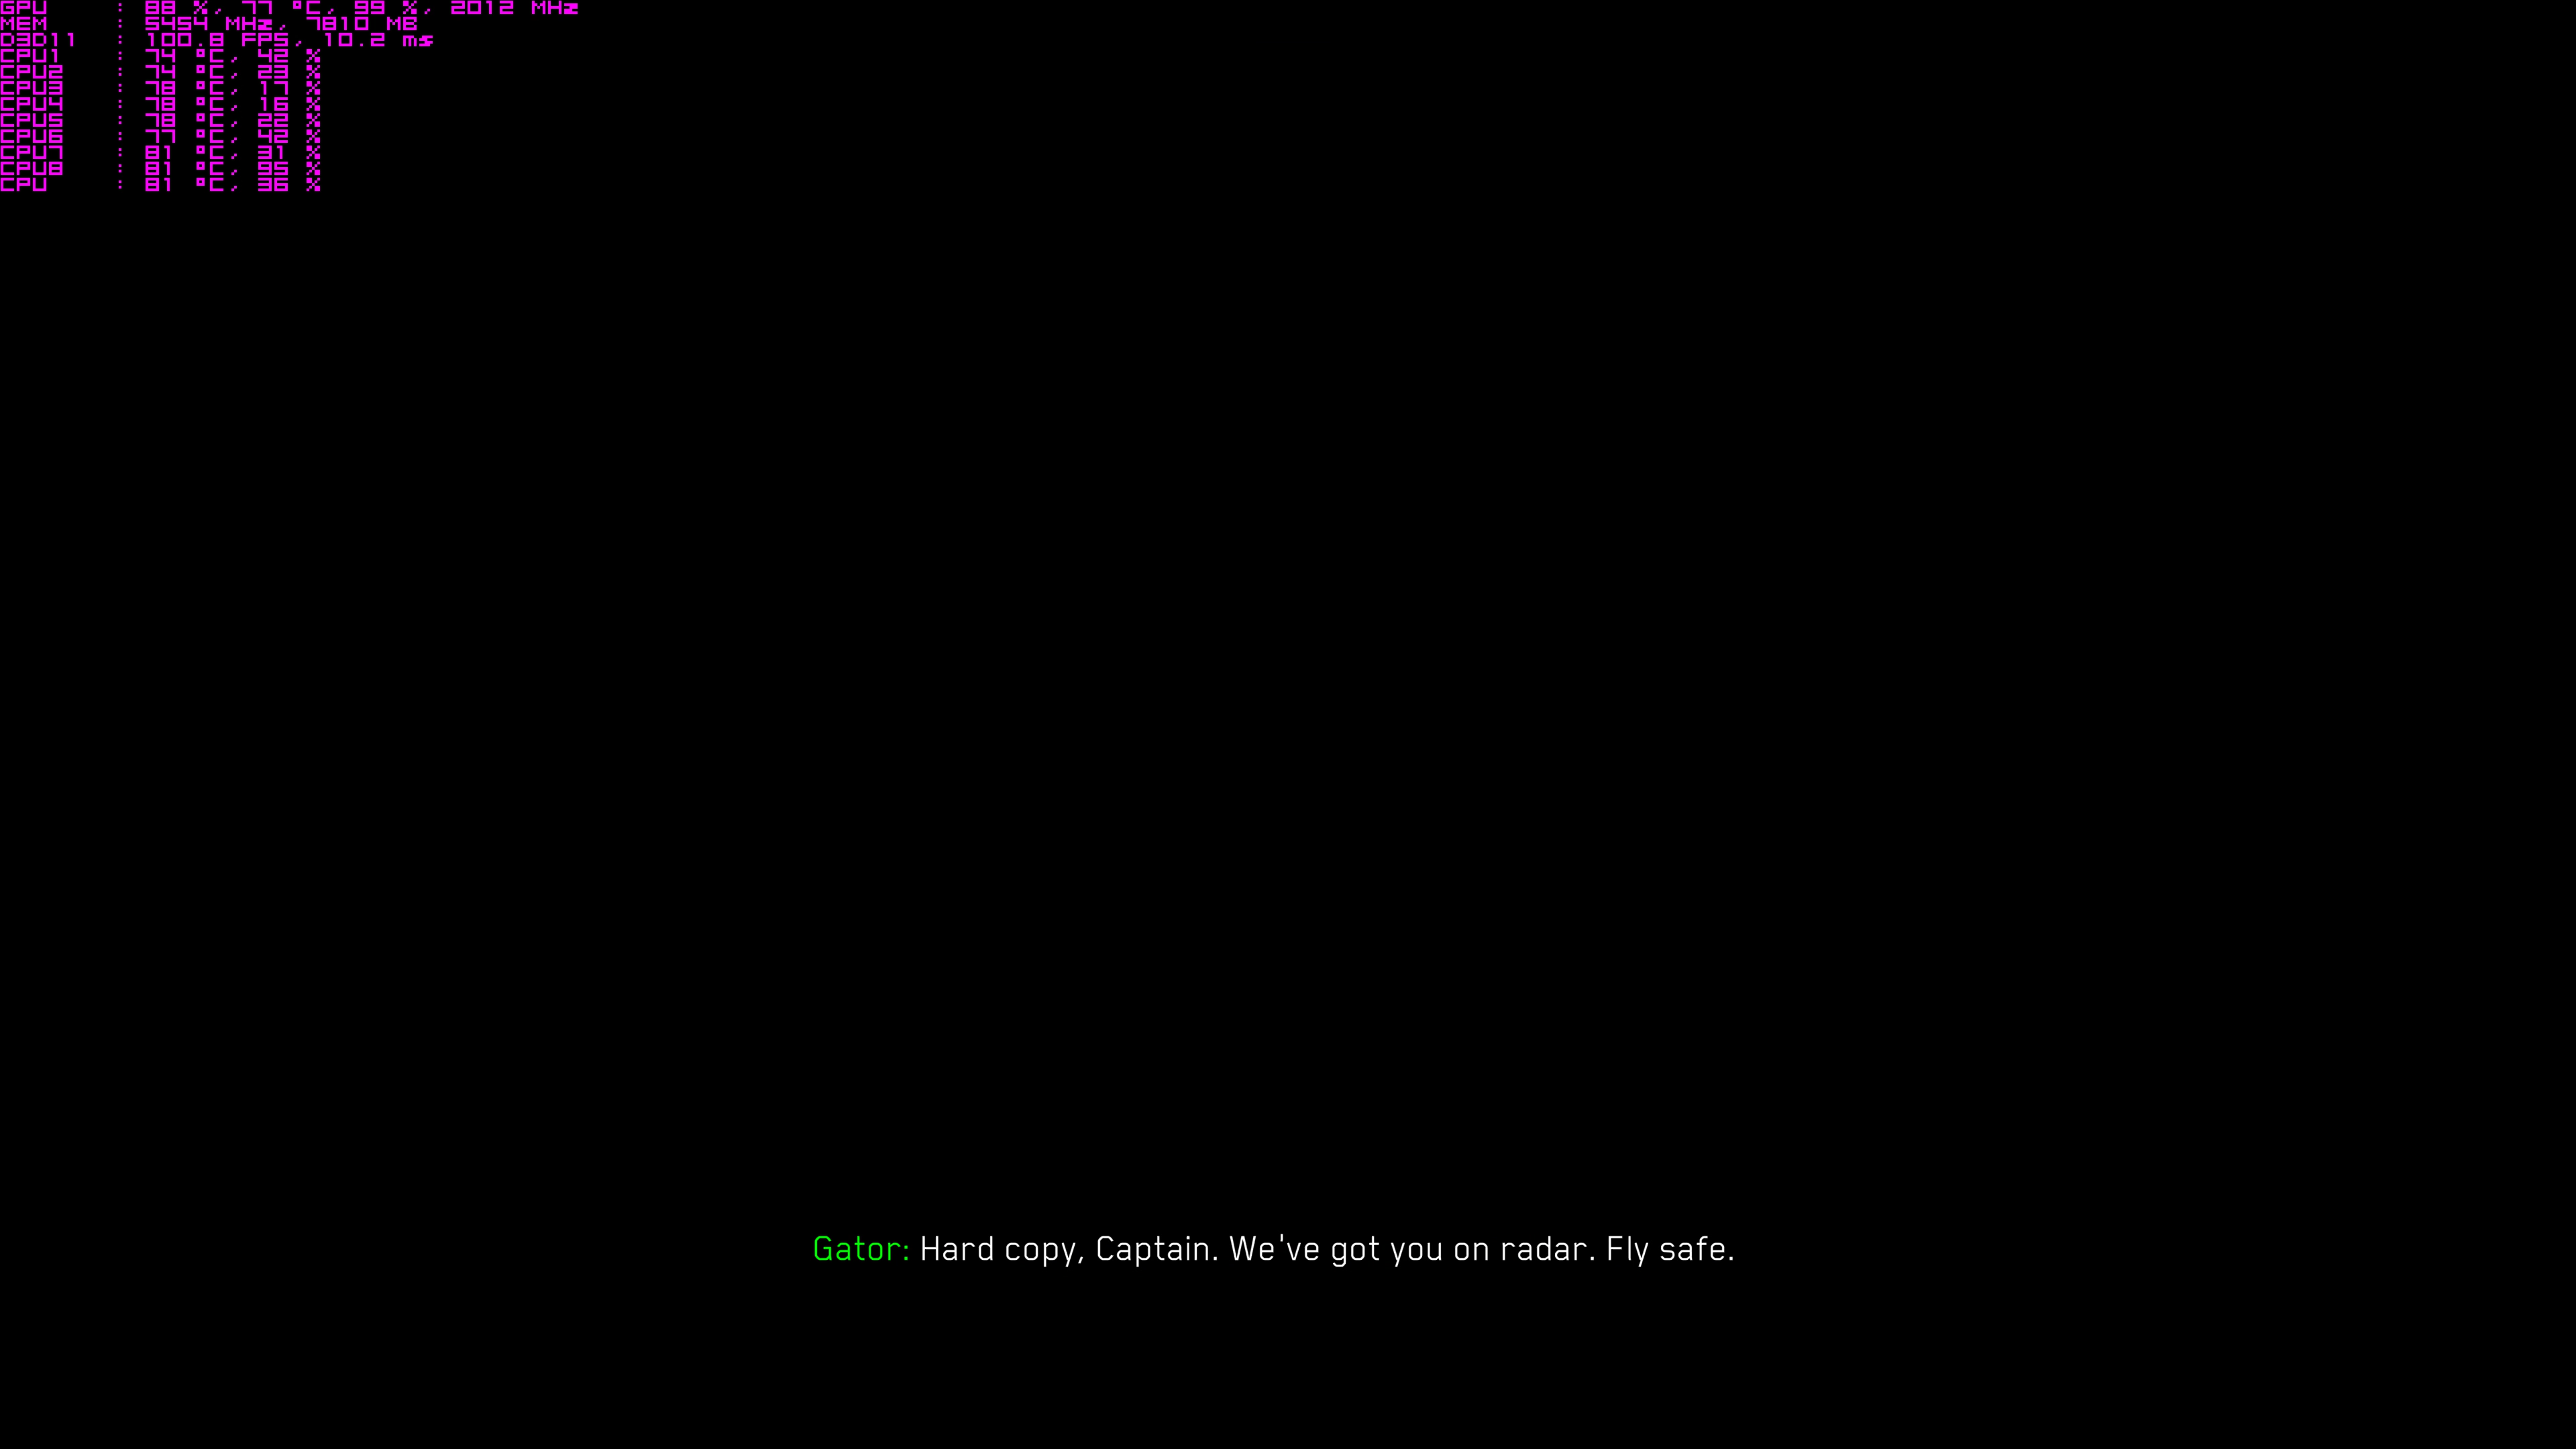 GPU : 88 %, 77 °C, 99 %, 2012 MHz
MEM : 5454 MHz, 7810 MB
D3D11 : 100.8 FPS, 10.2 ms
CPU1 : 74 °C, 42 %
CPU2 : 74 °C, 23 %
CPU3 : 78 °C, 17 %
CPU4 : 78 °C, 16 %
CPU5 : 78 °C, 22 %
CPU6 : 77 °C, 42 %
CPU7 : 81 °C, 31 %
CPU8 : 81 °C, 95 %
CPU : 81 °C, 36 %
Gator: Hard copy, Captain. We've got you on radar. Fly safe.